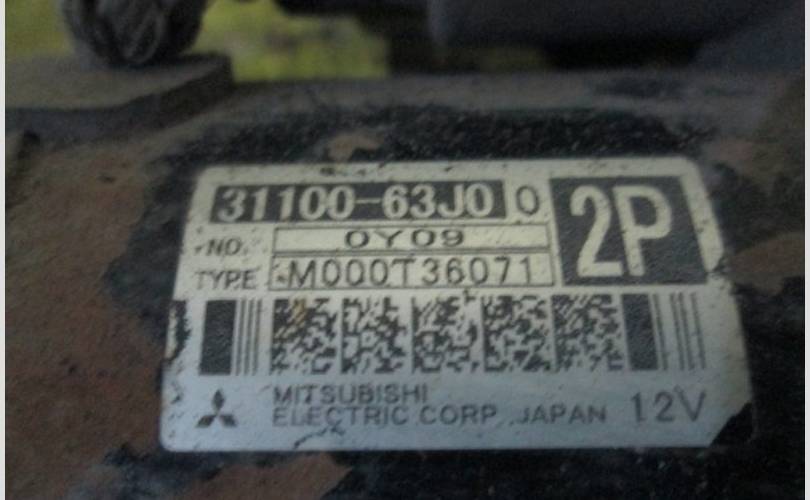 31100-63J0 0
2P
NO. 0Y09
TYPE M000T36071
MITSUBISHI
ELECTRIC CORP. JAPAN 12V